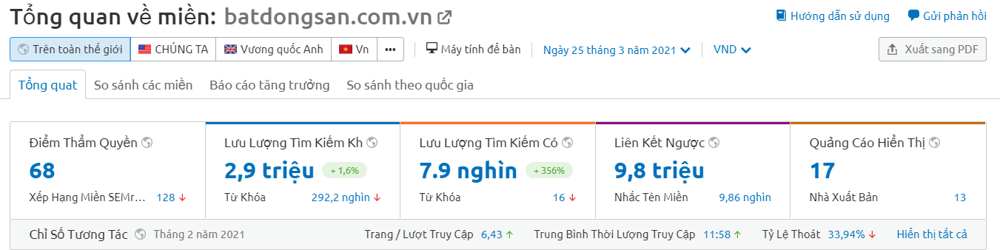 Tổng quan về miền: batdongsan.com.vn
Hướng dẫn sử dụng Gửi phản hồi
Trên toàn thế giới CHÚNG TA Vương quốc Anh Vn ••• Máy tính để bàn Ngày 25 tháng 3 năm 2021 VND Xuất sang PDF
Tổng quat So sánh các miền Báo cáo tăng trưởng So sánh theo quốc gia
Điểm Thẩm Quyền Lưu Lượng Tìm Kiếm Kh Lưu Lượng Tìm Kiếm Có Liên Kết Ngược Quảng Cáo Hiển Thị
68 2,9 triệu +1,6% 7.9 nghìn +356% 9,8 triệu 17
Xếp Hạng Miền SEMr... 128 Từ Khóa 292,2 nghìn Từ Khóa 16 Nhắc Tên Miền 9,86 nghìn Nhà Xuất Bản 13
Chỉ Số Tương Tác Tháng 2 năm 2021 Trang / Lượt Truy Cập 6,43 Trung Bình Thời Lượng Truy Cập 11:58 Tỷ Lệ Thoát 33,94% Hiển thị tất cả